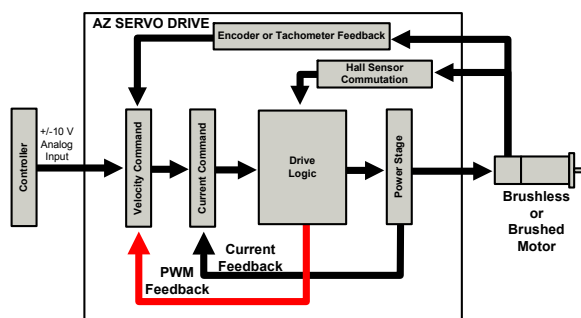 AZ SERVO DRIVE
Encoder or Tachometer Feedback
Hall Sensor
Commutation
+/-10 V
Analog
Input
Controller
Velocity Command
Current Command
Drive
Logic
Power Stage
Brushless
or
Brushed
Motor
Current
Feedback
PWM
Feedback